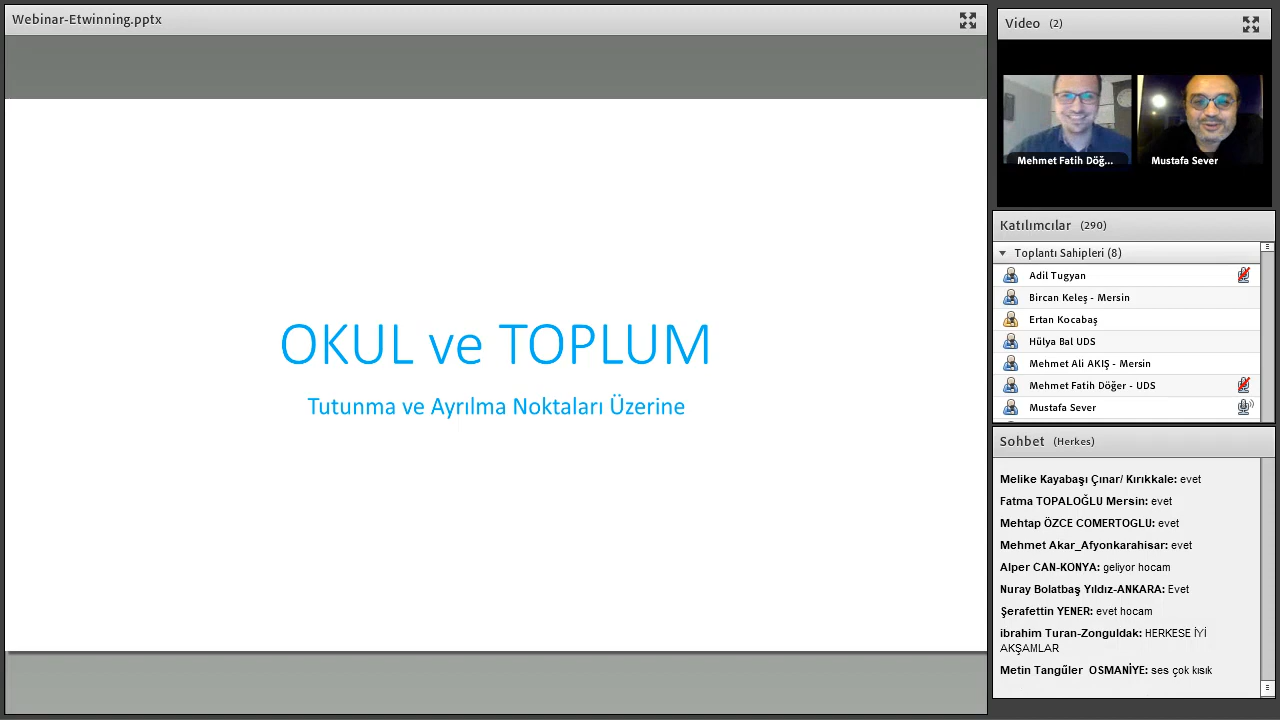 Webinar-Etwinning.pptx
OKUL ve TOPLUM
Tutunma ve Ayrılma Noktaları Üzerine
Video (2)
Mehmet Fatih Döğ...
Mustafa Sever
Katılımcılar (290)
Toplantı Sahipleri (8)
Adil Tugyan
Bircan Keleş - Mersin
Ertan Kocabaş
Hülya Bal UDS
Mehmet Ali AKIŞ - Mersin
Mehmet Fatih Döğer - UDS
Mustafa Sever
Sohbet (Herkes)
Melike Kayabaşı Çınar/ Kırıkkale: evet
Fatma TOPALOĞLU Mersin: evet
Mehtap ÖZCE COMERTOGLU: evet
Mehmet Akar_Afyonkarahisar: evet
Alper CAN-KONYA: geliyor hocam
Nuray Bolatbaş Yıldız-ANKARA: Evet
Şerafettin YENER: evet hocam
ibrahim Turan-Zonguldak: HERKESE İYİ
AKŞAMLAR
Metin Tangűler OSMANİYE: ses çok kısık